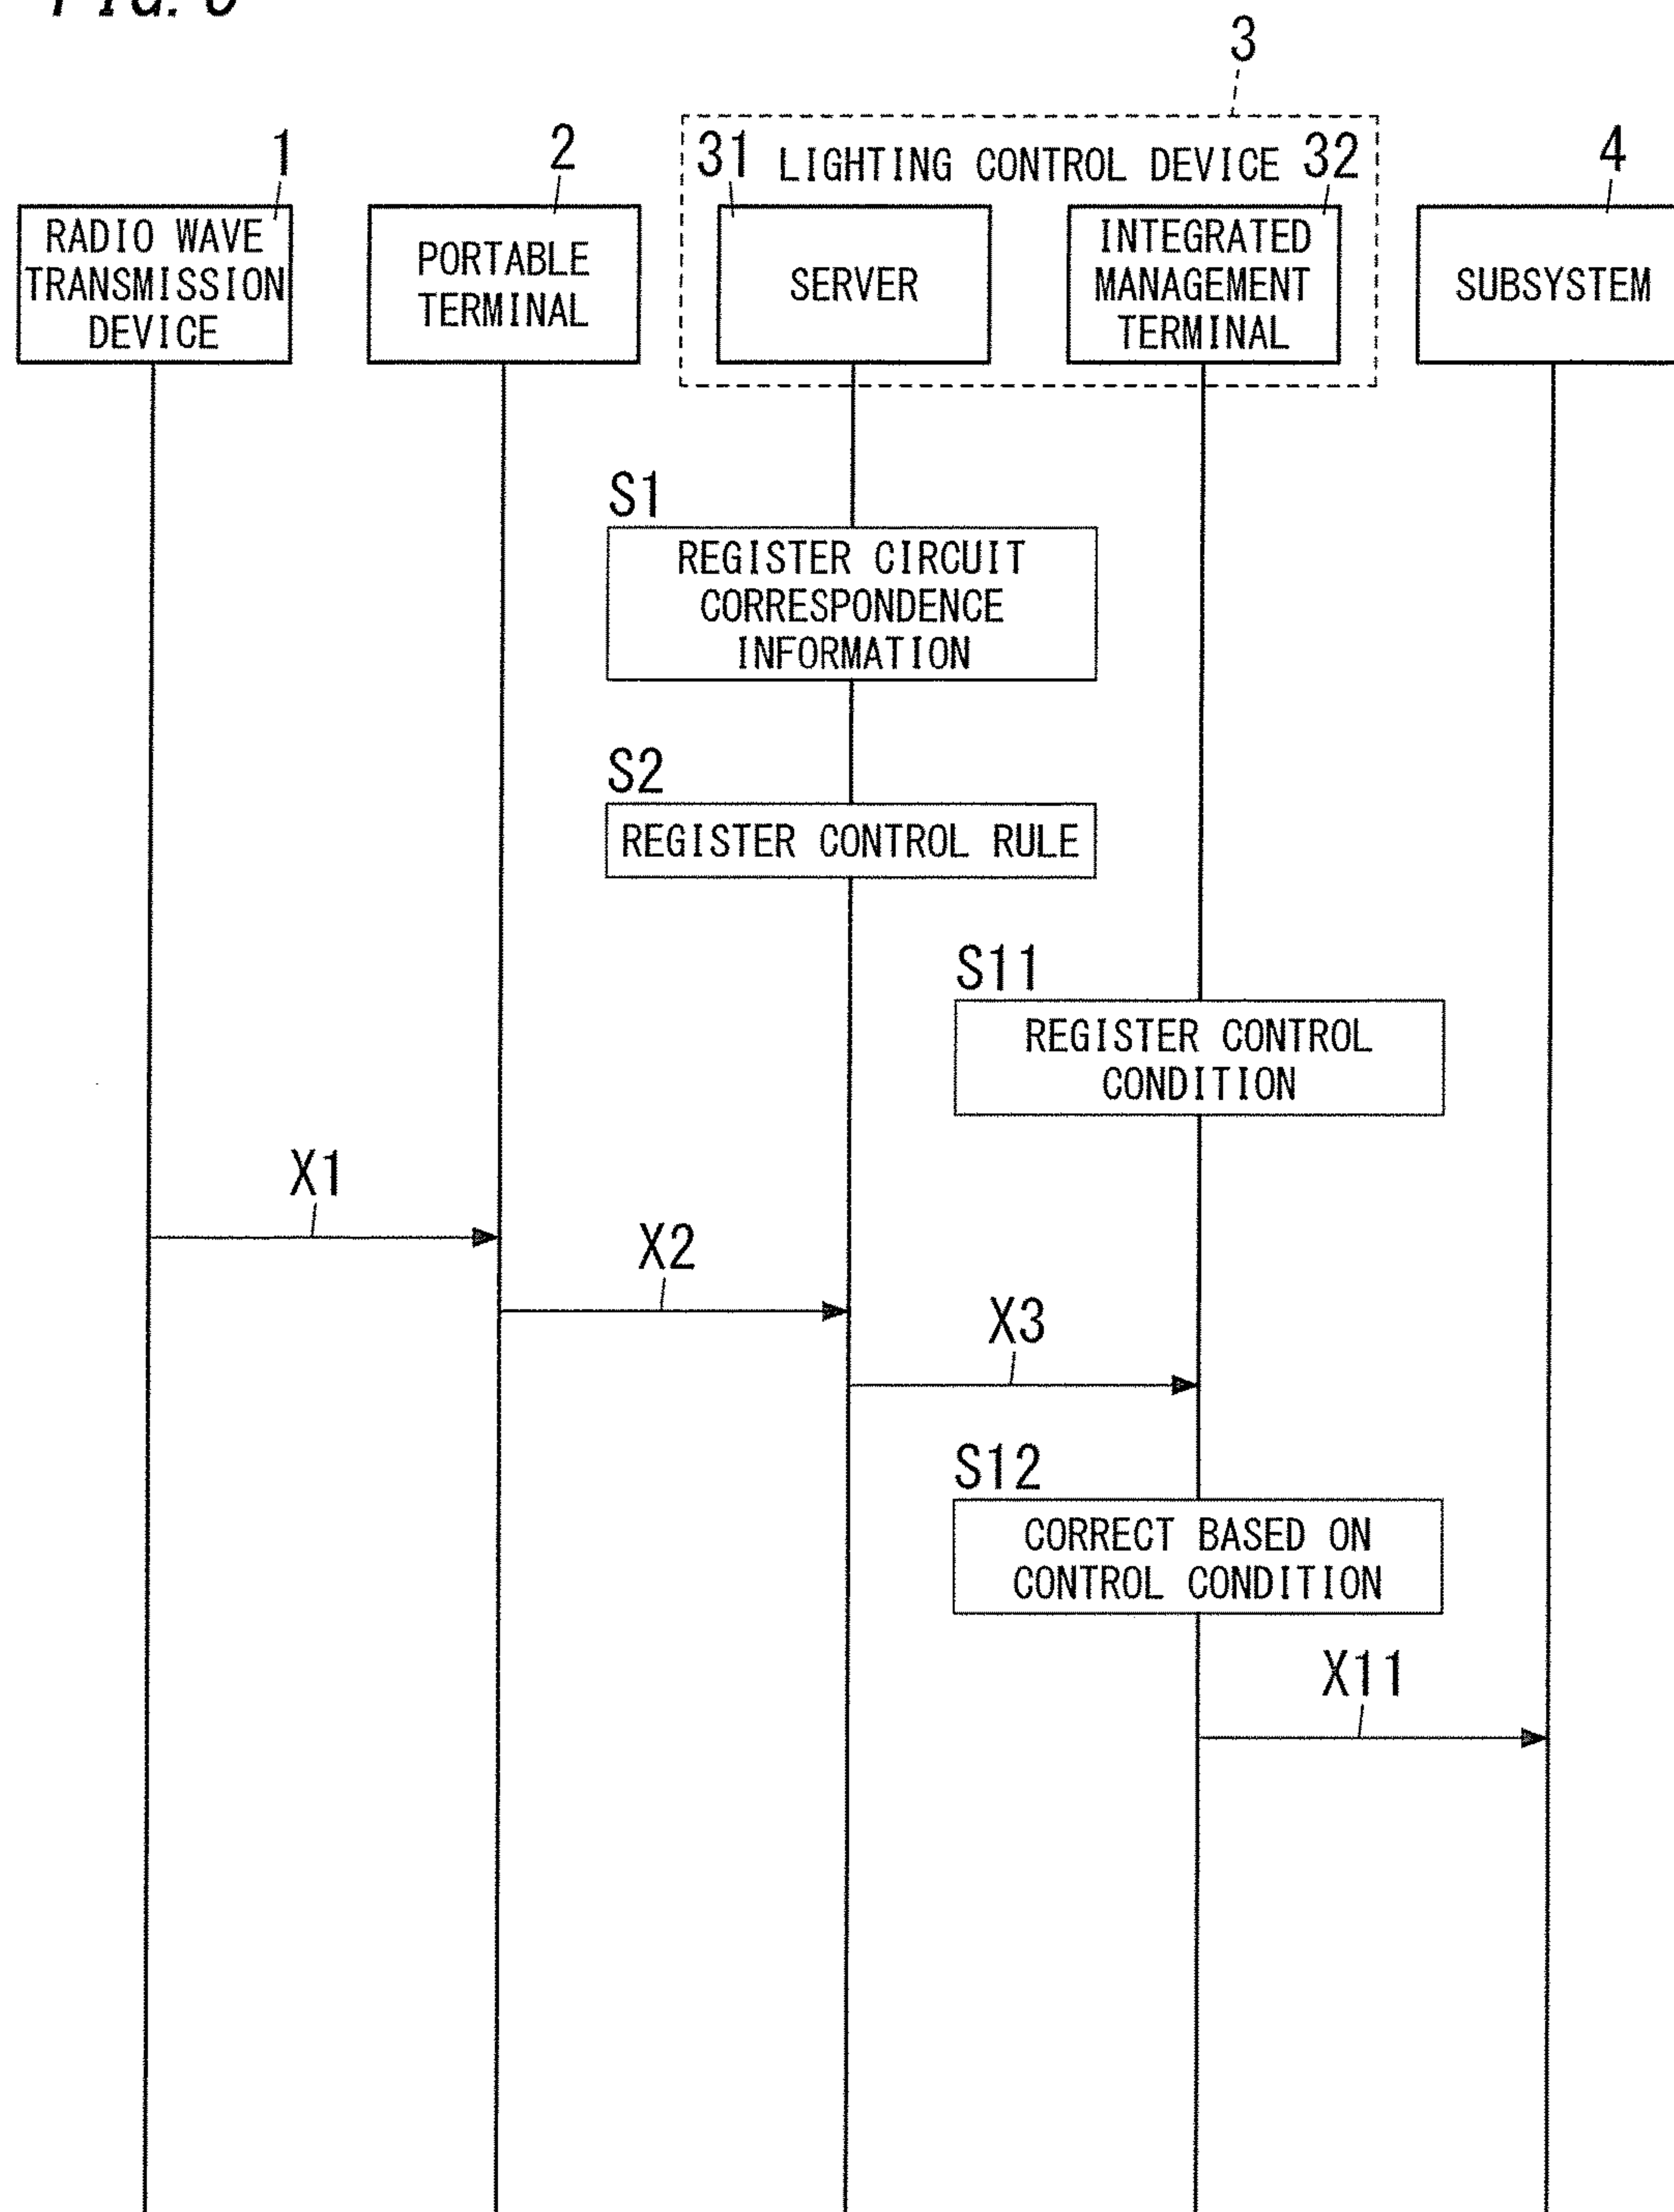 3
1
2
31 LIGHTING CONTROL DEVICE 32
4
RADIO WAVE
TRANSMISSION
DEVICE
PORTABLE
TERMINAL
SERVER
INTEGRATED
MANAGEMENT
TERMINAL
SUBSYSTEM
S1
REGISTER CIRCUIT
CORRESPONDENCE
INFORMATION
S2
REGISTER CONTROL RULE
S11
REGISTER CONTROL
CONDITION
X1
X2
X3
S12
CORRECT BASED ON
CONTROL CONDITION
X11